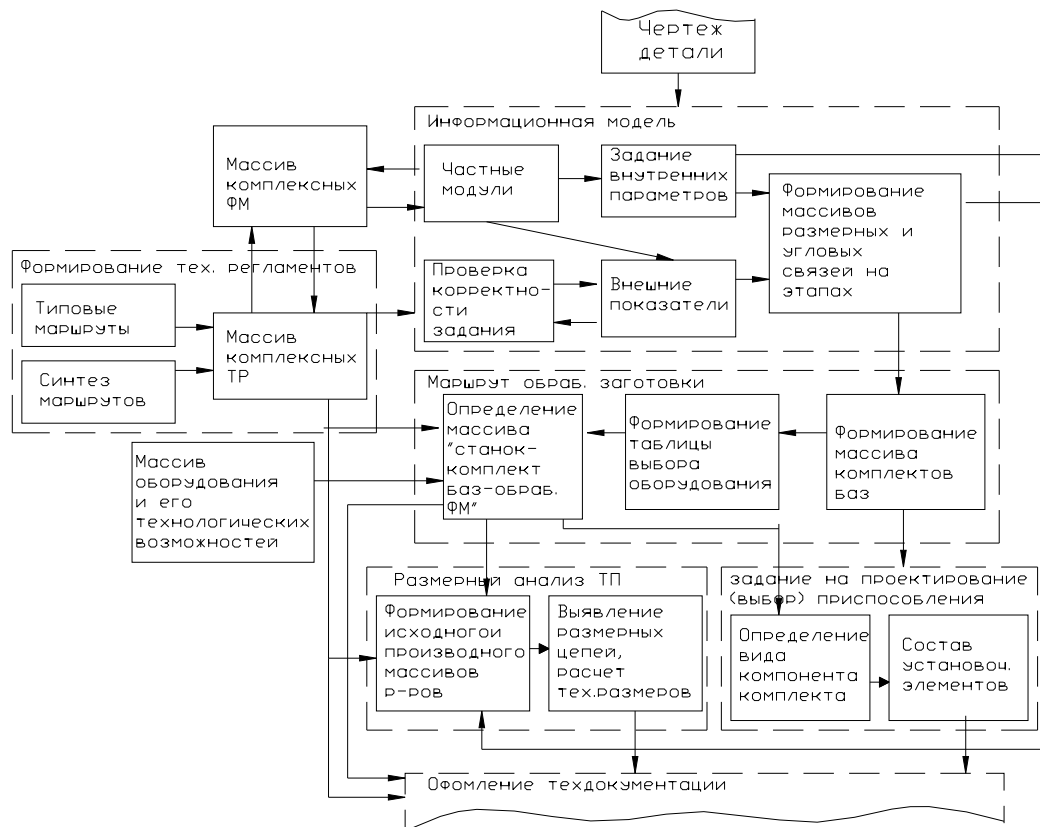 Чертеж
детали
Информационная модель
Массив
комплексных
ФМ
Частные
модули
Задание
внутренних
параметров
Формирование
массивов
размерных и
угловых
связей на
этапах
Формирование тех. регламентов
Типовые
маршруты
Синтез
маршрутов
Массив
комплексных
ТР
Проверка
корректно-
сти
задания
Внешние
показатели
Маршрут обраб. заготовки
Определение
массива
"станок-
комплект
баз-обраб.
ФМ"
Формирование
таблицы
выбора
оборудования
Формирование
массива
комплектов
баз
Массив
оборудования
и его
технологических
возможностей
Размерный анализ ТП
Формирование
исходногои
производного
массивов
р-ров
Выявление
размерных
цепей,
расчет
тех.размеров
задание на проектирование
(выбор) приспособления
Определение
вида
компонента
комплекта
Состав
установоч.
элементов
Офомление техдокументации